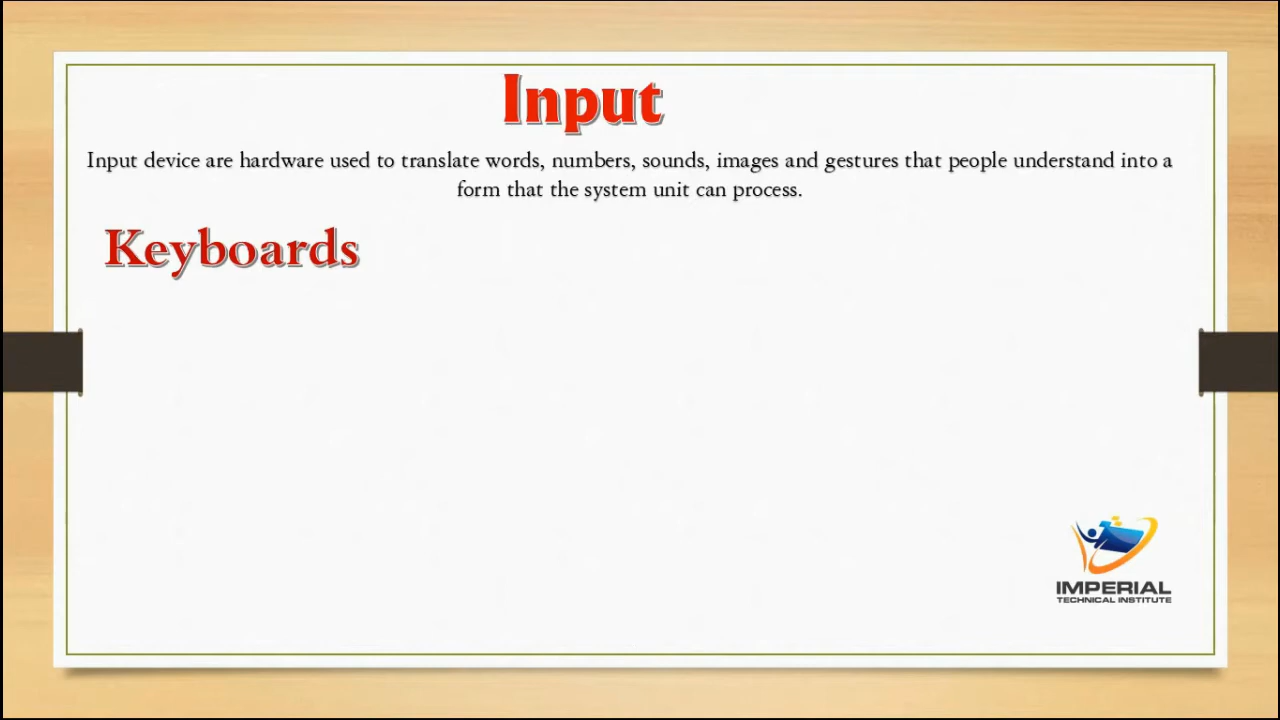 Input
Input device are hardware used to translate words, numbers, sounds, images and gestures that people understand into a
form that the system unit can process.
Keyboards
IMPERIAL
TECHNICAL INSTITUTE